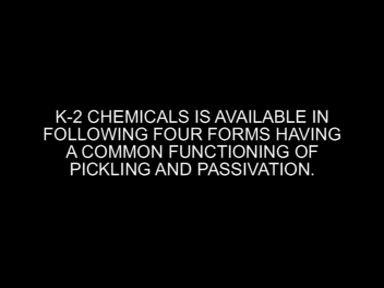 K-2 CHEMICALS IS AVAILABLE IN
FOLLOWING FOUR FORMS HAVING
A COMMON FUNCTIONING OF
PICKLING AND PASSIVATION.